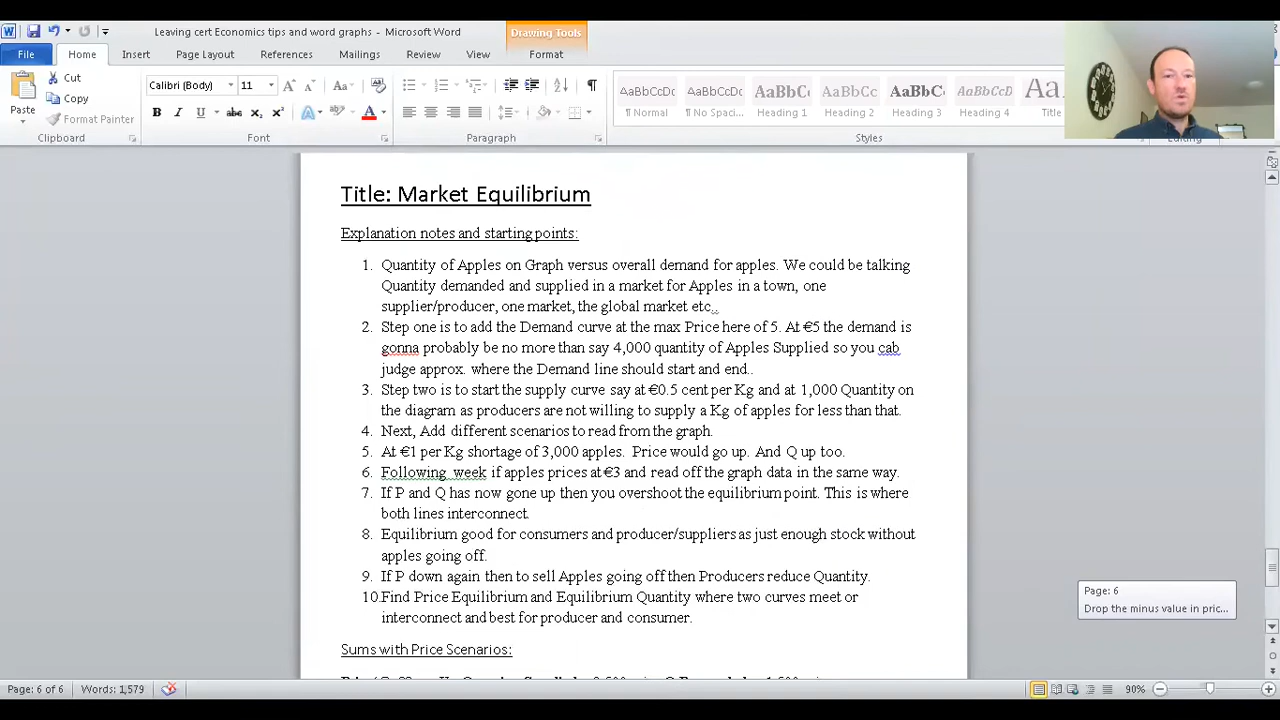 Leaving cert Economics tips and word graphs - Microsoft Word
Drawing Tools
File Home Insert Page Layout References Mailings Review View Format
Paste
Cut
Copy
Format Painter
Clipboard
Calibri (Body) 11
Font
Paragraph
AaBbCcDc AaBbCcDc AaBbCc AaBbCc AaBbC AaBbCcD
¶ Normal ¶ No Spaci... Heading 1 Heading 2 Heading 3 Heading 4 Title
Styles
Title: Market Equilibrium
Explanation notes and starting points:
1. Quantity of Apples on Graph versus overall demand for apples. We could be talking
Quantity demanded and supplied in a market for Apples in a town, one
supplier/producer, one market, the global market etc..
2. Step one is to add the Demand curve at the max Price here of 5. At €5 the demand is
gonna probably be no more than say 4,000 quantity of Apples Supplied so you cab
judge approx. where the Demand line should start and end..
3. Step two is to start the supply curve say at €0.5 cent per Kg and at 1,000 Quantity on
the diagram as producers are not willing to supply a Kg of apples for less than that.
4. Next, Add different scenarios to read from the graph.
5. At €1 per Kg shortage of 3,000 apples. Price would go up. And Q up too.
6. Following week if apples prices at €3 and read off the graph data in the same way.
7. If P and Q has now gone up then you overshoot the equilibrium point. This is where
both lines interconnect.
8. Equilibrium good for consumers and producer/suppliers as just enough stock without
apples going off.
9. If P down again then to sell Apples going off then Producers reduce Quantity.
10. Find Price Equilibrium and Equilibrium Quantity where two curves meet or
interconnect and best for producer and consumer.
Sums with Price Scenarios:
Page: 6
Drop the minus value in pric...
Page: 6 of 6 Words: 1,579 90%